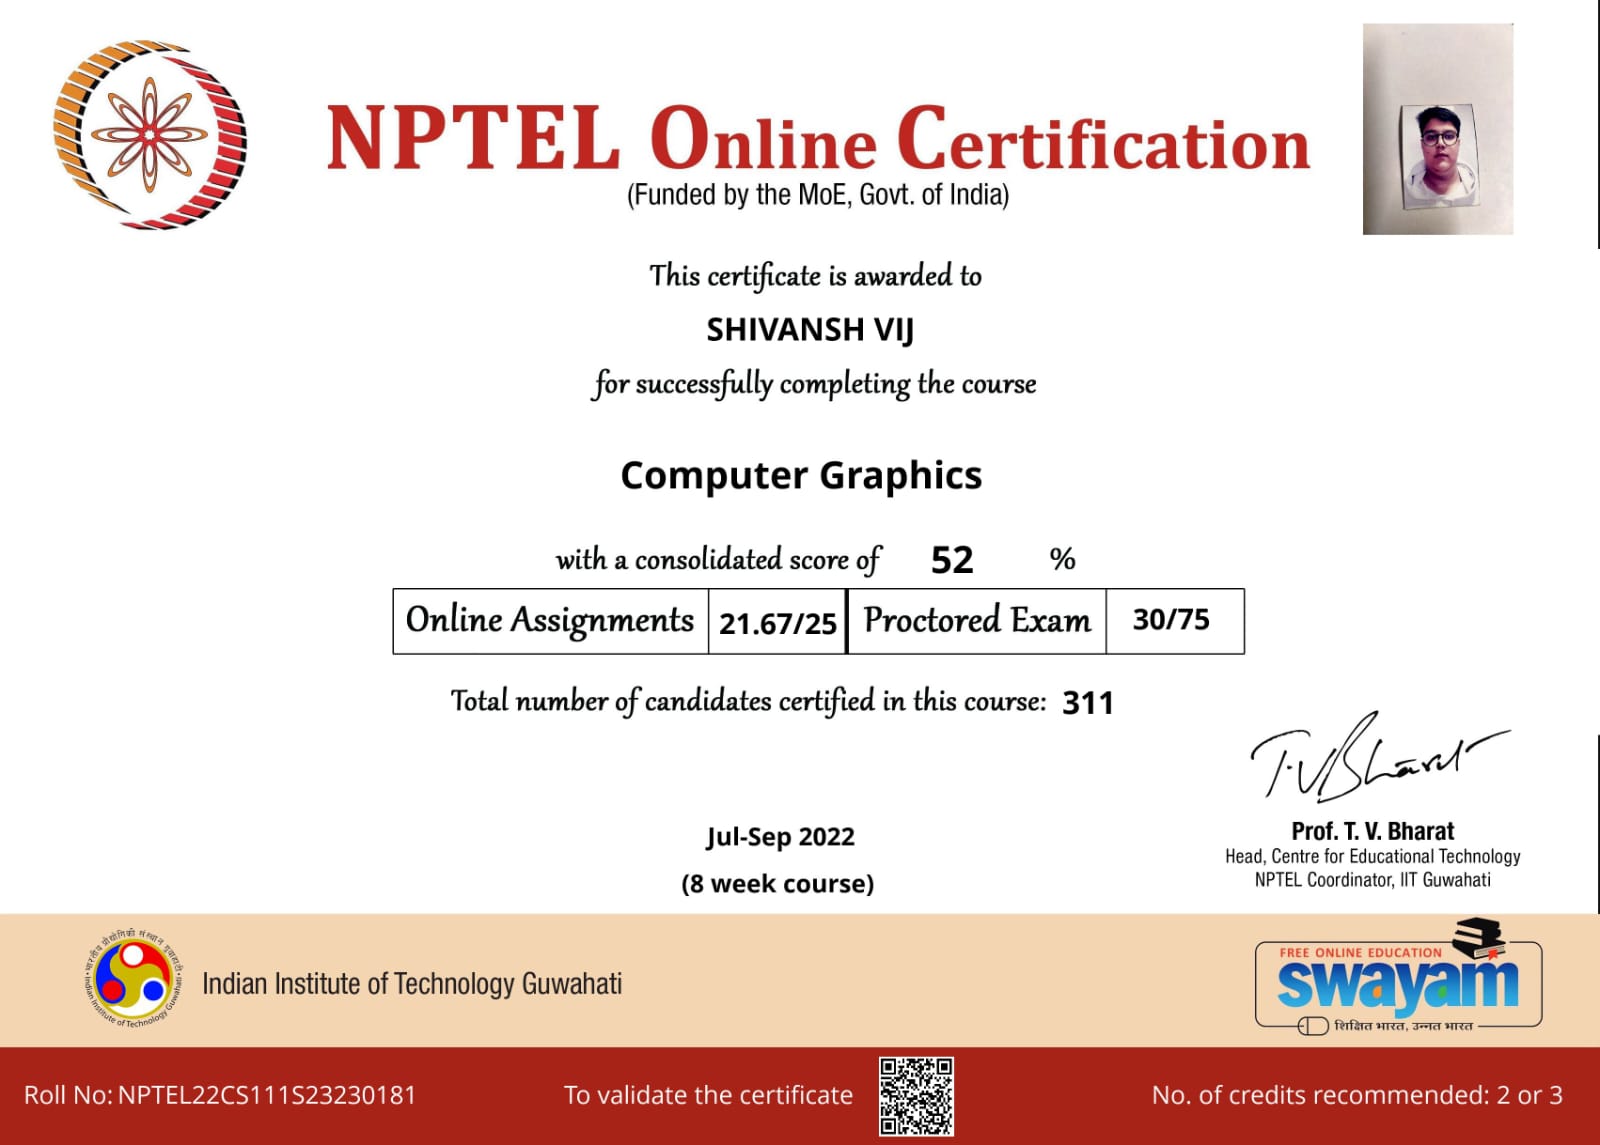 NPTEL Online Certification
(Funded by the MoE, Govt. of India)
This certificate is awarded to
SHIVANSH VIJ
for successfully completing the course
Computer Graphics
with a consolidated score of 52 %
Online Assignments 21.67/25 Proctored Exam 30/75
Total number of candidates certified in this course: 311
T.V.Bharat
Prof. T. V. Bharat
Head, Centre for Educational Technology
NPTEL Coordinator, IIT Guwahati
Jul-Sep 2022
(8 week course)
भारतीय प्रौद्योगिकी संस्थान गुवाहाटी
Indian Institute of Technology Guwahati
Indian Institute of Technology Guwahati
FREE ONLINE EDUCATION
swayam
शिक्षित भारत, उन्नत भारत
Roll No: NPTEL22CS111S23230181
To validate the certificate
No. of credits recommended: 2 or 3